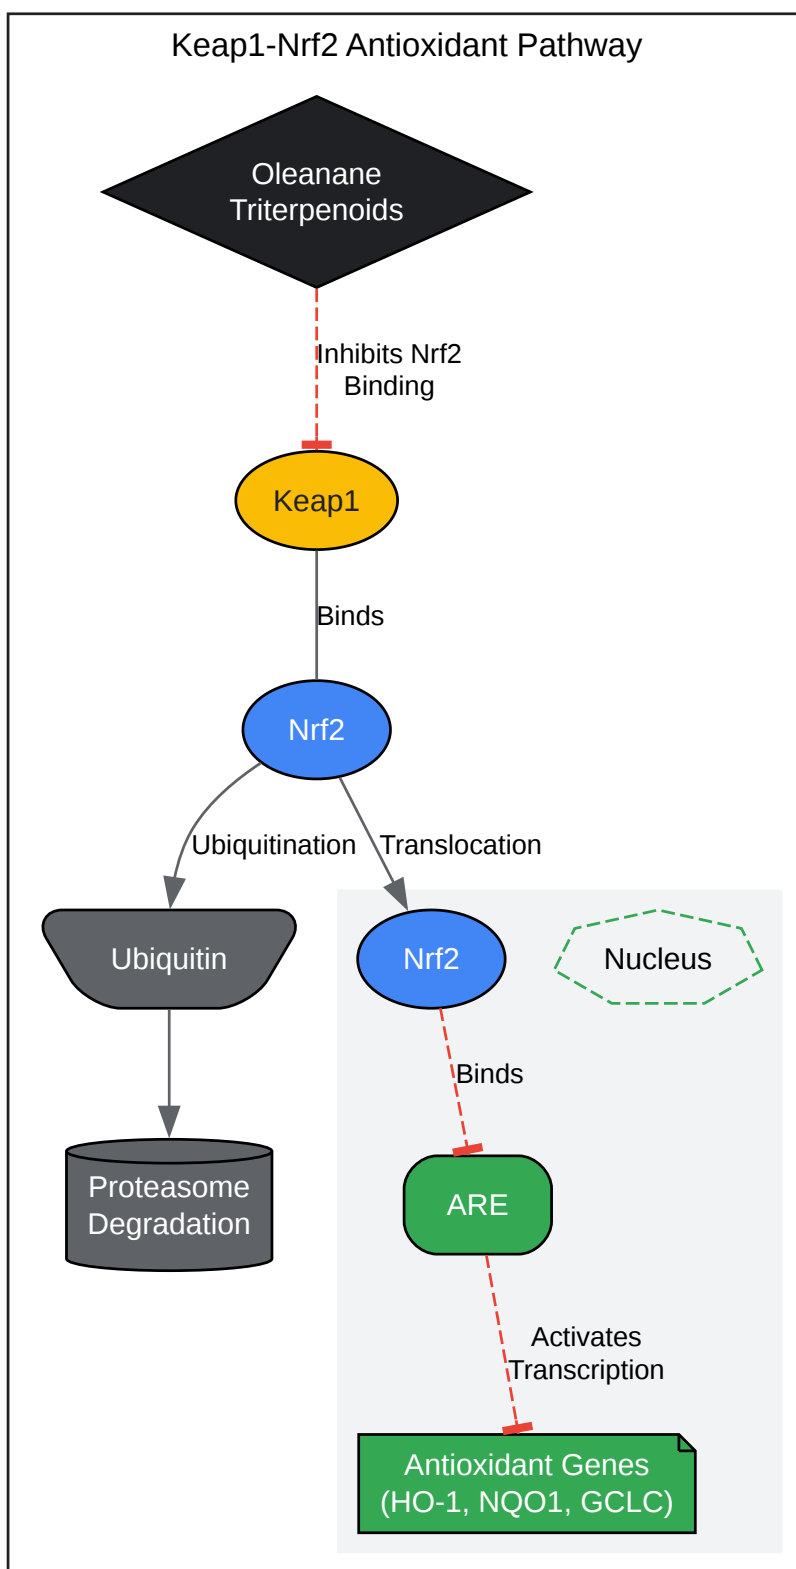 Keap1-Nrf2 Antioxidant Pathway
Oleanane
Triterpenoids
Inhibits Nrf2
Binding
Keap1
Binds
Nrf2
Ubiquitination
Translocation
Ubiquitin
Nrf2
Nucleus
Binds
Proteasome
Degradation
ARE
Activates
Transcription
Antioxidant Genes
(HO-1, NQO1, GCLC)